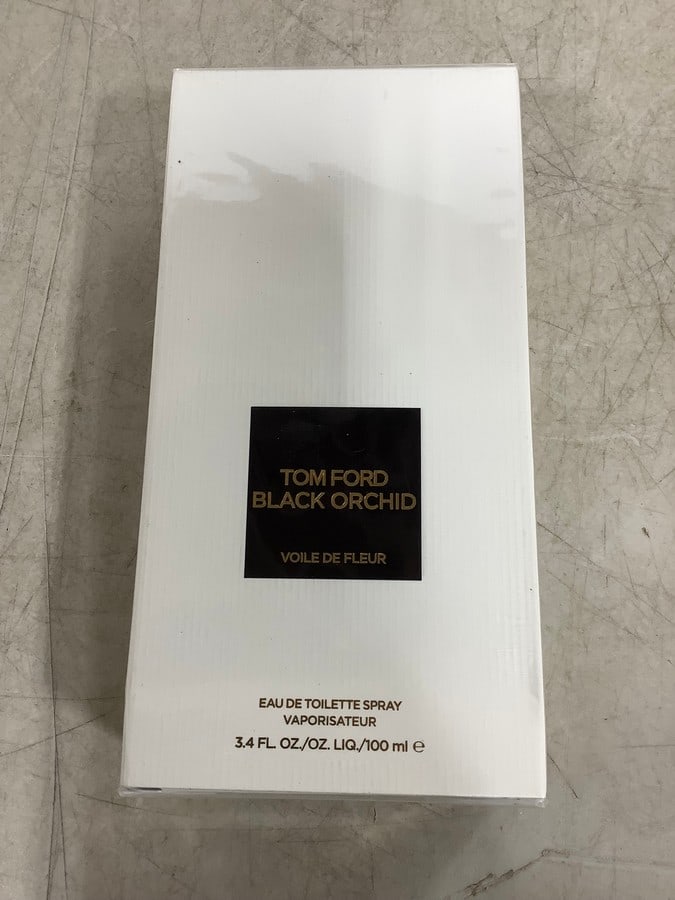 TOM FORD
BLACK ORCHID
VOILE DE FLEUR
EAU DE TOILETTE SPRAY
VAPORISATEUR
3.4 FL. OZ./OZ. LIQ./100 ml ℮